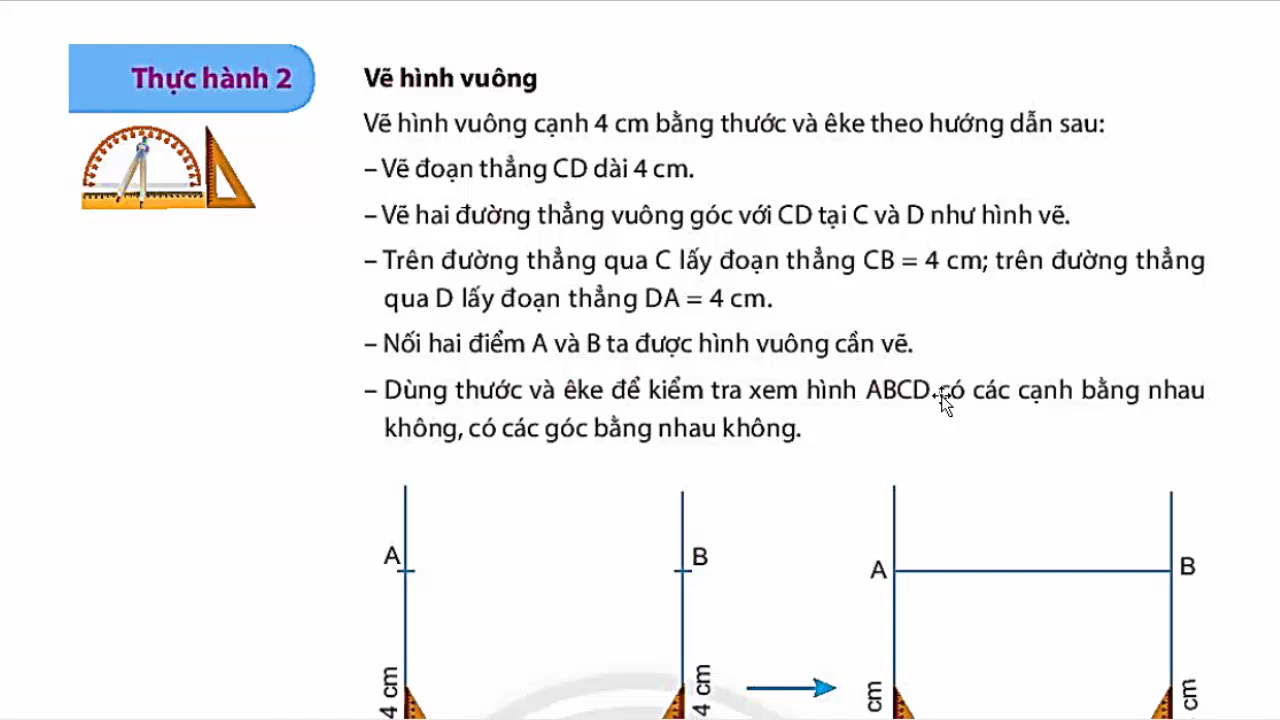 Thực hành 2
Vẽ hình vuông
Vẽ hình vuông cạnh 4 cm bằng thước và êke theo hướng dẫn sau:
– Vẽ đoạn thẳng CD dài 4 cm.
– Vẽ hai đường thẳng vuông góc với CD tại C và D như hình vẽ.
– Trên đường thẳng qua C lấy đoạn thẳng CB = 4 cm; trên đường thẳng
qua D lấy đoạn thẳng DA = 4 cm.
– Nối hai điểm A và B ta được hình vuông cần vẽ.
– Dùng thước và êke để kiểm tra xem hình ABCD có các cạnh bằng nhau
không, có các góc bằng nhau không.
A B A B
4 cm 4 cm cm cm